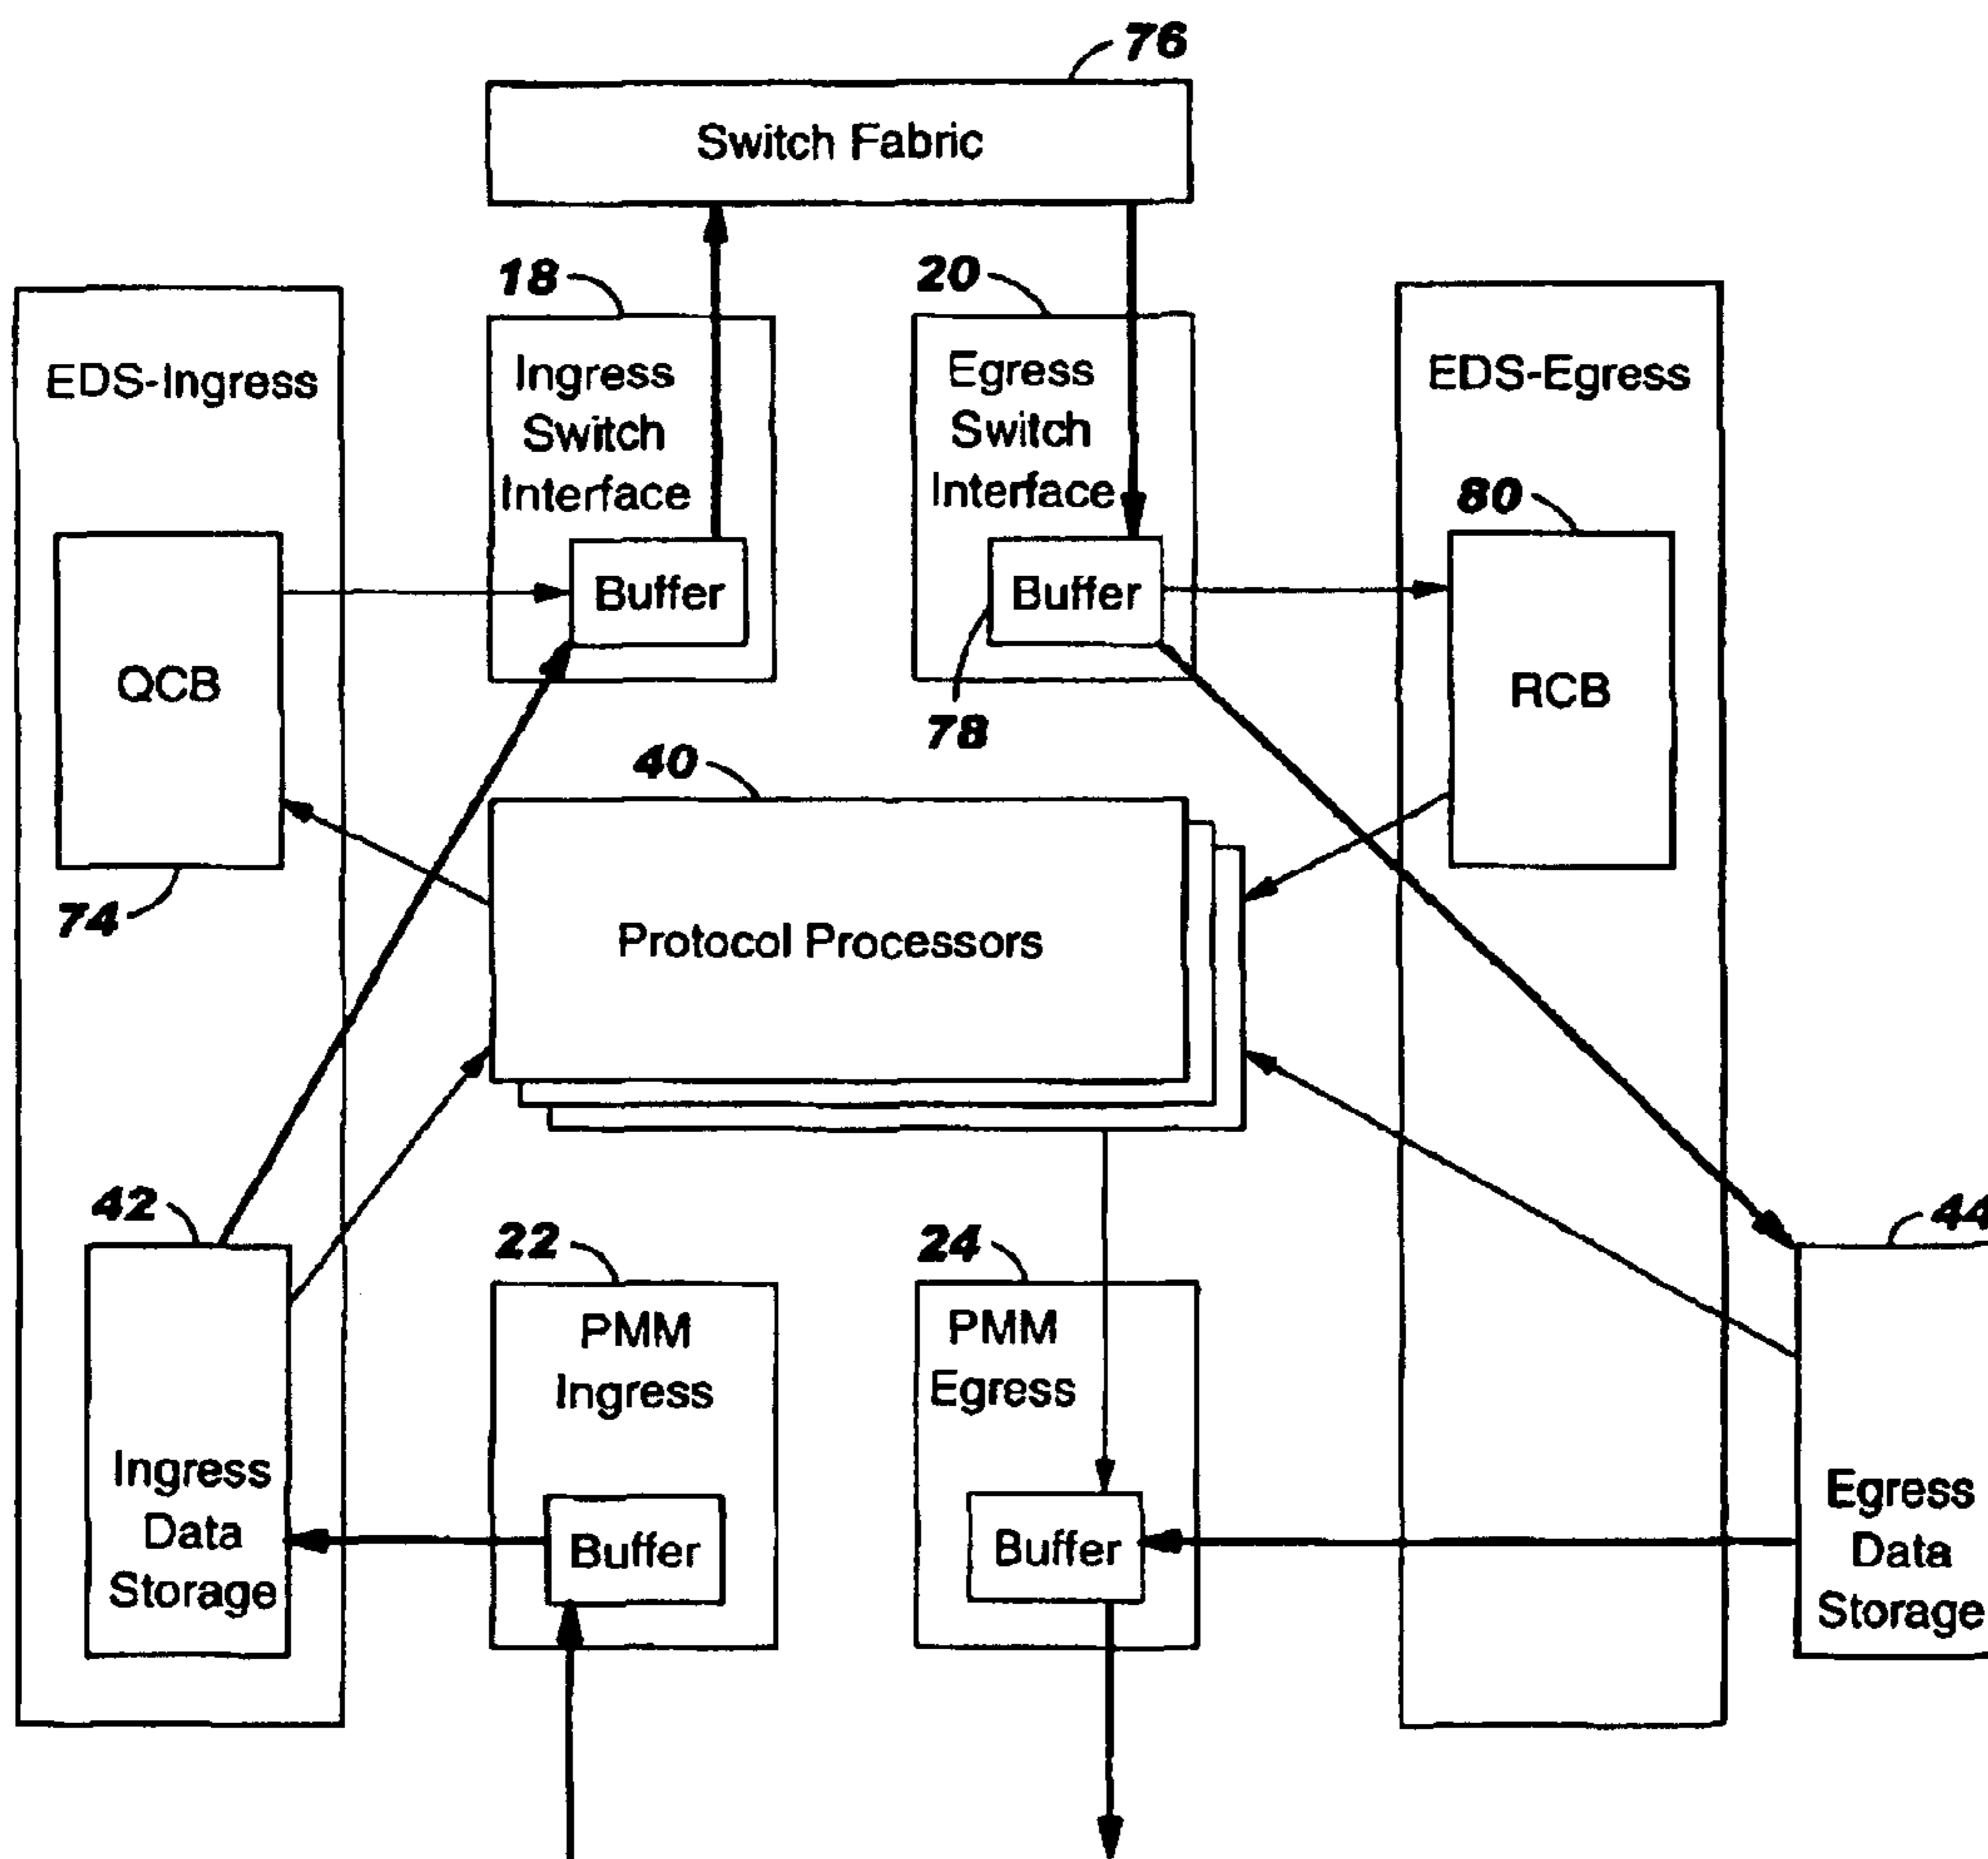 76
Switch Fabric
18
20
EDS-Ingress
Ingress
Switch
Interface
Buffer
Egress
Switch
Interface
Buffer
78
EDS-Egress
80
QCB
74
RCB
40
Protocol Processors
42
Ingress
Data
Storage
22
PMM
Ingress
Buffer
24
PMM
Egress
Buffer
44
Egress
Data
Storage